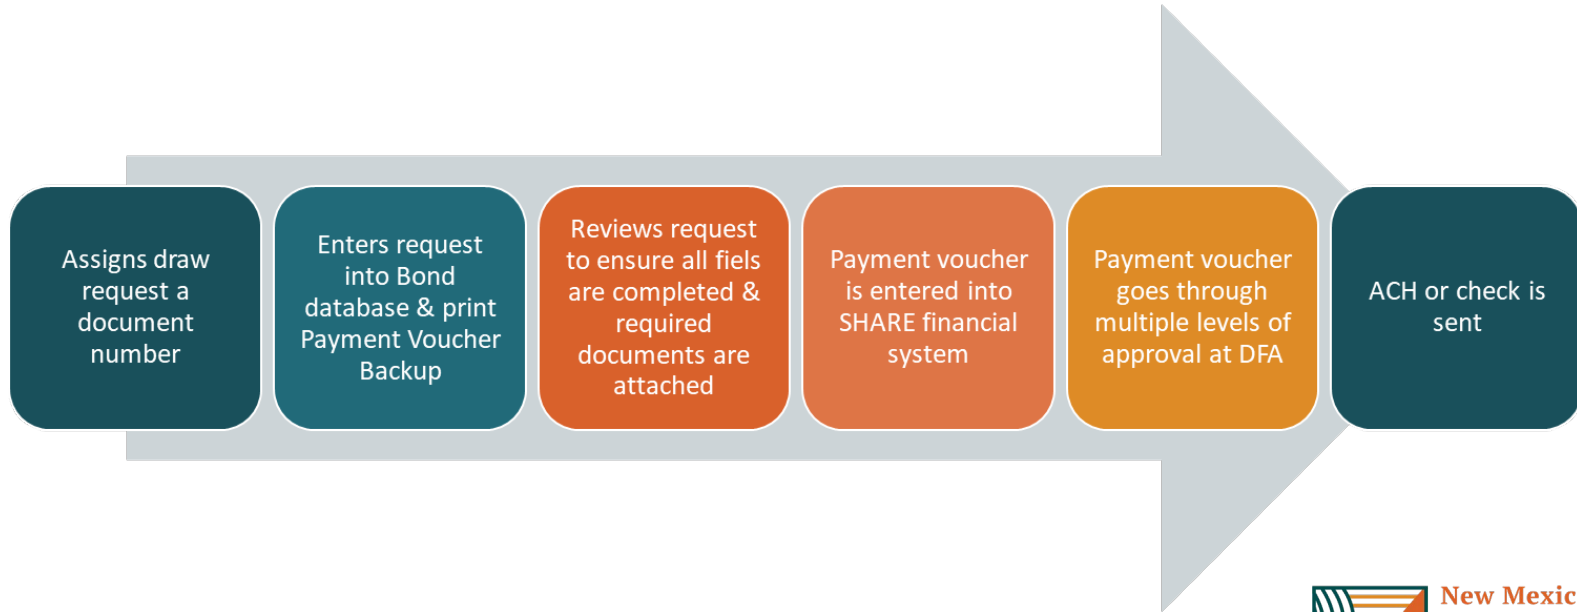 Assigns draw
request a
document
number
Enters request
into Bond
database & print
Payment Voucher
Backup
Reviews request
to ensure all fiels
are completed &
required
documents are
attached
Payment voucher
is entered into
SHARE financial
system
Payment voucher
goes through
multiple levels of
approval at DFA
ACH or check is
sent
New Mexic